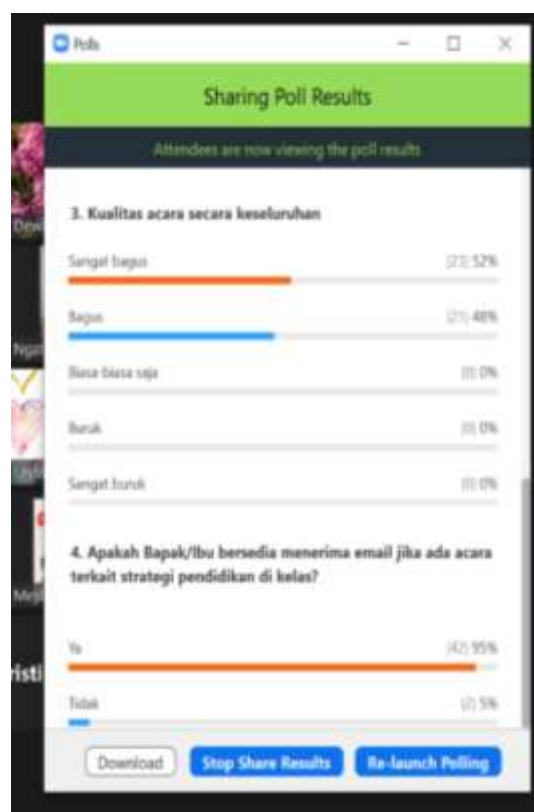 Polls
Sharing Poll Results
Attendees are now viewing the poll results
3. Kualitas acara secara keseluruhan
Sangat bagus (23) 52%
Bagus (21) 48%
Biasa-biasa saja (0) 0%
Buruk (0) 0%
Sangat buruk (0) 0%
4. Apakah Bapak/Ibu bersedia menerima email jika ada acara
terkait strategi pendidikan di kelas?
Ya (42) 95%
Tidak (2) 5%
Download Stop Share Results Re-launch Polling
risti